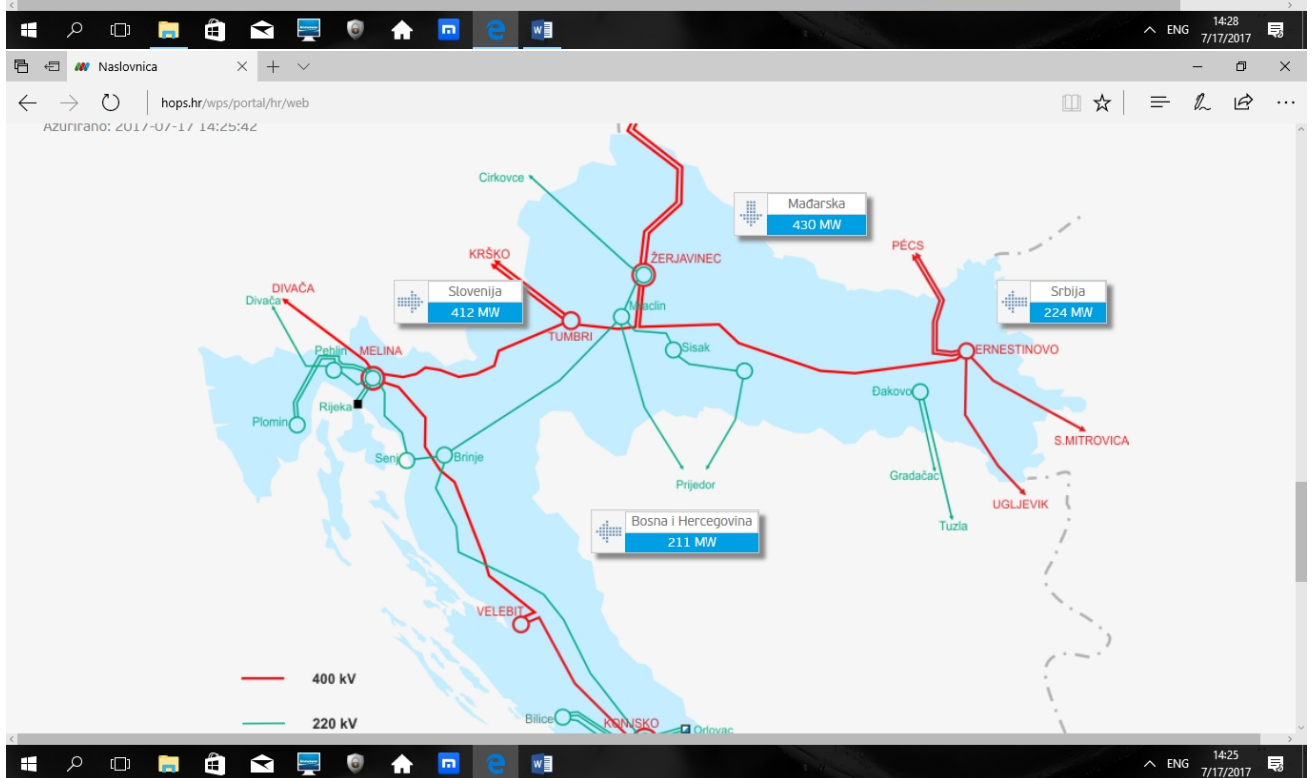 14:28
ENG
7/17/2017
Naslovnica
hops.hr/wps/portal/hr/web
Ažurirano: 2017-07-17 14:25:42
Cirkovce
Mađarska
430 MW
KRŠKO
ŽERJAVINEC
PÉCS
DIVAČA
Divača
Slovenija
412 MW
Srbija
224 MW
Mraclin
TUMBRI
Pehlin
MELINA
Sisak
ERNESTINOVO
Rijeka
Đakovo
Plomin
S.MITROVICA
Senj
Brinje
Prijedor
Gradačac
UGLJEVIK
Bosna i Hercegovina
211 MW
Tuzla
VELEBIT
400 kV
220 kV
Bilice
KONJSKO
Orlovac
14:25
ENG
7/17/2017